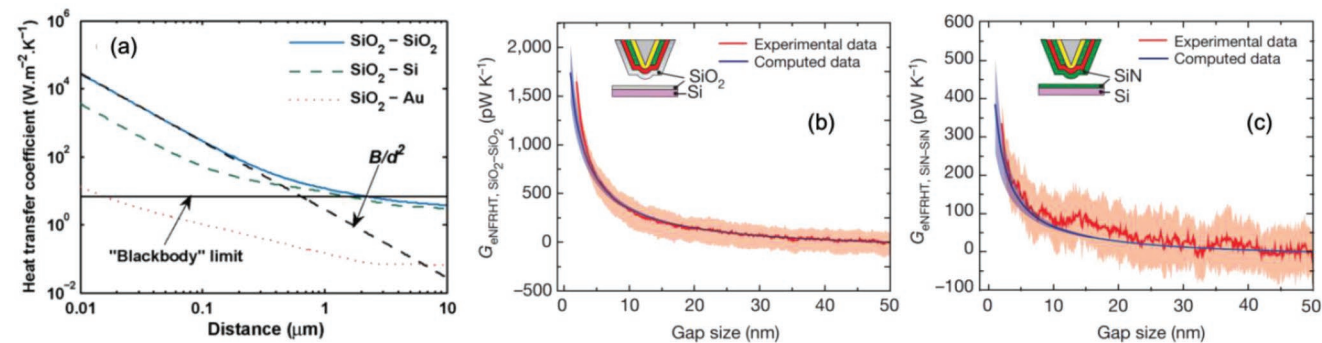 (a)
SiO₂ – SiO₂
SiO₂ – Si
SiO₂ – Au
B/d²
"Blackbody" limit
Heat transfer coefficient (W.m⁻².K⁻¹)
10⁶
10⁴
10²
10⁰
10⁻²
0.01
0.1
1
10
Distance (µm)
(b)
Experimental data
Computed data
SiO₂
Si
G_eNFRHT, SiO₂–SiO₂ (pW K⁻¹)
2,000
1,500
1,000
500
0
–500
0
10
20
30
40
50
Gap size (nm)
(c)
Experimental data
Computed data
SiN
Si
G_eNFRHT, SiN–SiN (pW K⁻¹)
600
500
400
300
200
100
0
–100
0
10
20
30
40
50
Gap size (nm)